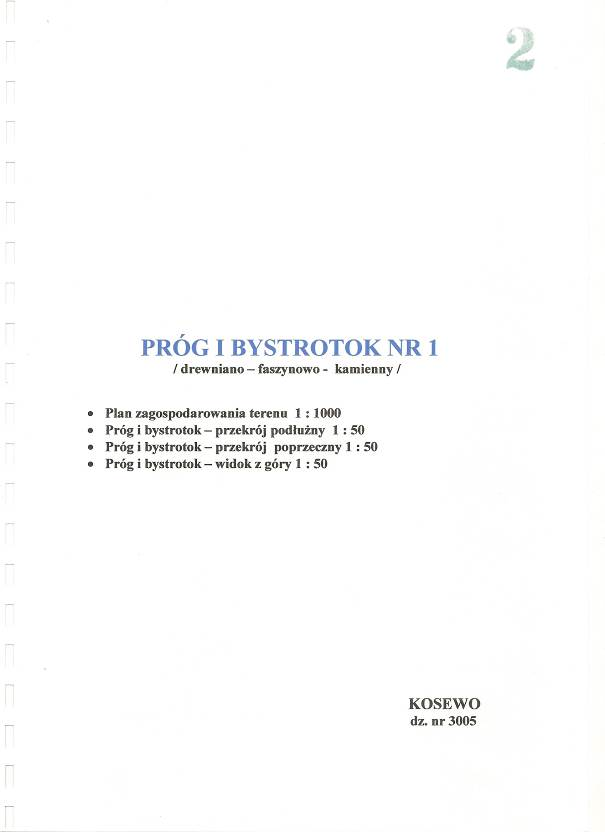 2
PRÓG I BYSTROTOK NR 1
/ drewniano – faszynowo - kamienny /
• Plan zagospodarowania terenu 1 : 1000
• Próg i bystrotok – przekrój podłużny 1 : 50
• Próg i bystrotok – przekrój poprzeczny 1 : 50
• Próg i bystrotok – widok z góry 1 : 50
KOSEWO
dz. nr 3005